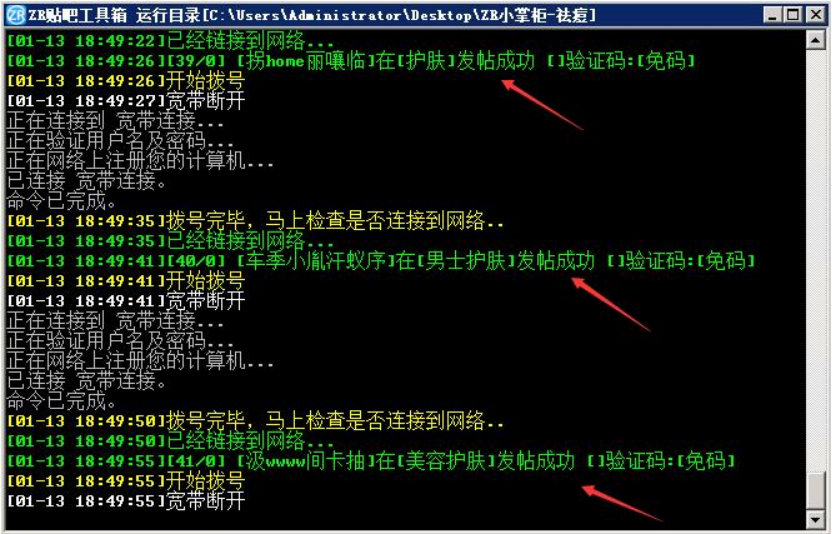 ZR贴吧工具箱 运行目录[C:\Users\Administrator\Desktop\ZR小掌柜-祛痘]
[01-13 18:49:22]已经链接到网络...
[01-13 18:49:26][39/0] [拐home丽嚷临]在[护肤]发帖成功 []验证码:[免码]
[01-13 18:49:26]开始拨号
[01-13 18:49:27]宽带断开
正在连接到 宽带连接...
正在验证用户名及密码...
正在网络上注册您的计算机...
已连接 宽带连接。
命令已完成。
[01-13 18:49:35]拨号完毕，马上检查是否连接到网络..
[01-13 18:49:35]已经链接到网络...
[01-13 18:49:41][40/0] [车季小胤汗蚁序]在[男士护肤]发帖成功 []验证码:[免码]
[01-13 18:49:41]开始拨号
[01-13 18:49:41]宽带断开
正在连接到 宽带连接...
正在验证用户名及密码...
正在网络上注册您的计算机...
已连接 宽带连接。
命令已完成。
[01-13 18:49:50]拨号完毕，马上检查是否连接到网络..
[01-13 18:49:50]已经链接到网络...
[01-13 18:49:55][41/0] [汲wwww间卡抽]在[美容护肤]发帖成功 []验证码:[免码]
[01-13 18:49:55]开始拨号
[01-13 18:49:55]宽带断开